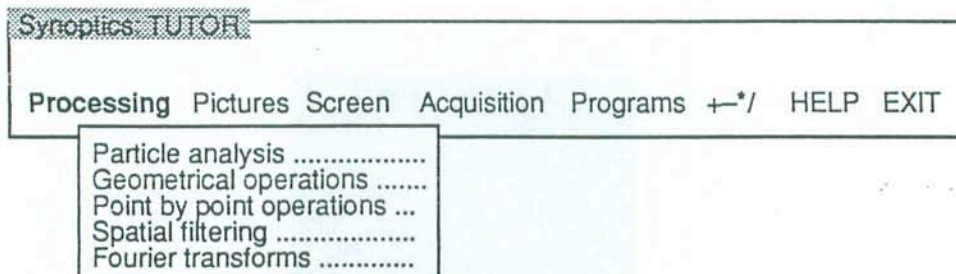 Synoptics: TUTOR
Processing Pictures Screen Acquisition Programs +-*/ HELP EXIT
Particle analysis ...................
Geometrical operations .......
Point by point operations ...
Spatial filtering ....................
Fourier transforms .............